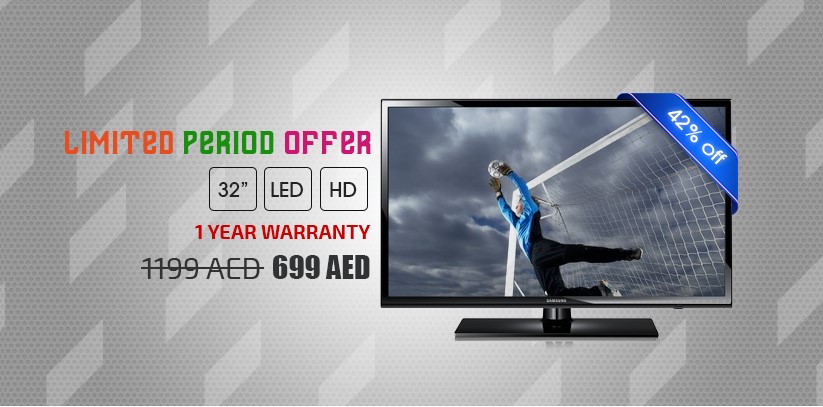 LIMITED PERIOD OFFER
32” LED HD
1 YEAR WARRANTY
1199 AED 699 AED
42% off
SAMSUNG